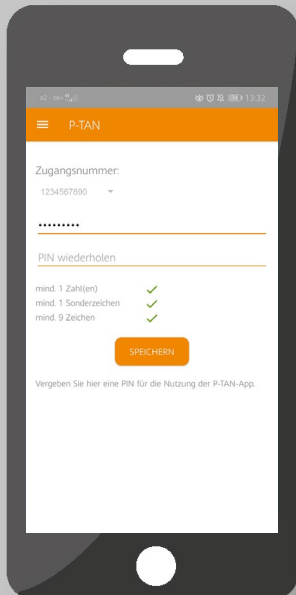 13:32
P-TAN
Zugangsnummer:
1234567890
•••••••••
PIN wiederholen
mind. 1 Zahl(en)
mind. 1 Sonderzeichen
mind. 9 Zeichen
SPEICHERN
Vergeben Sie hier eine PIN für die Nutzung der P-TAN-App.